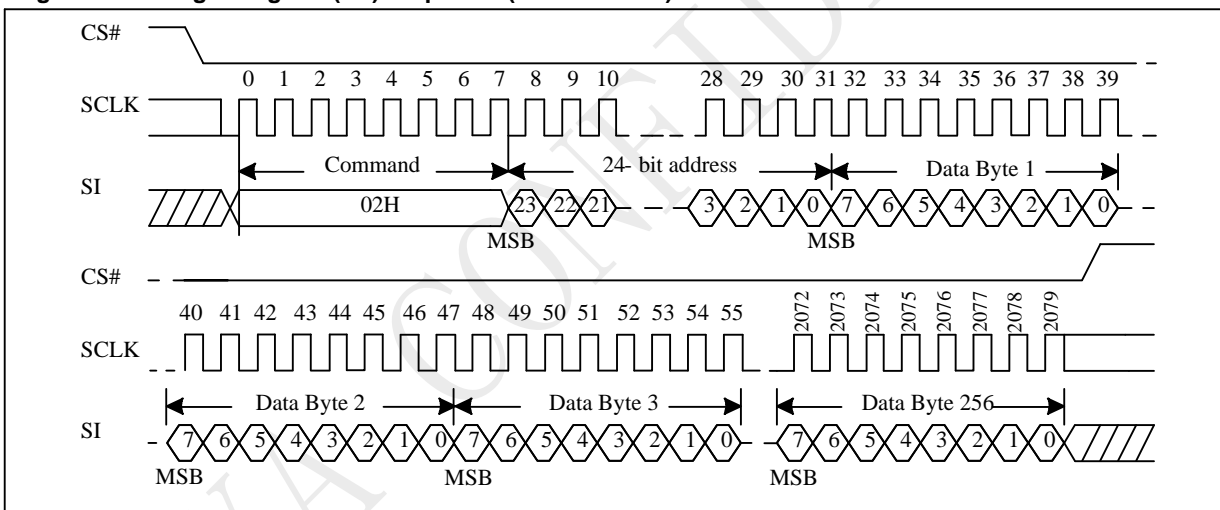 CS#
0 1 2 3 4 5 6 7 8 9 10 28 29 30 31 32 33 34 35 36 37 38 39
SCLK
Command 24- bit address Data Byte 1
SI
02H 23 22 21 3 2 1 0 7 6 5 4 3 2 1 0
MSB MSB
CS#
40 41 42 43 44 45 46 47 48 49 50 51 52 53 54 55 2072 2073 2074 2075 2076 2077 2078 2079
SCLK
Data Byte 2 Data Byte 3 Data Byte 256
SI
7 6 5 4 3 2 1 0 7 6 5 4 3 2 1 0 7 6 5 4 3 2 1 0
MSB MSB MSB